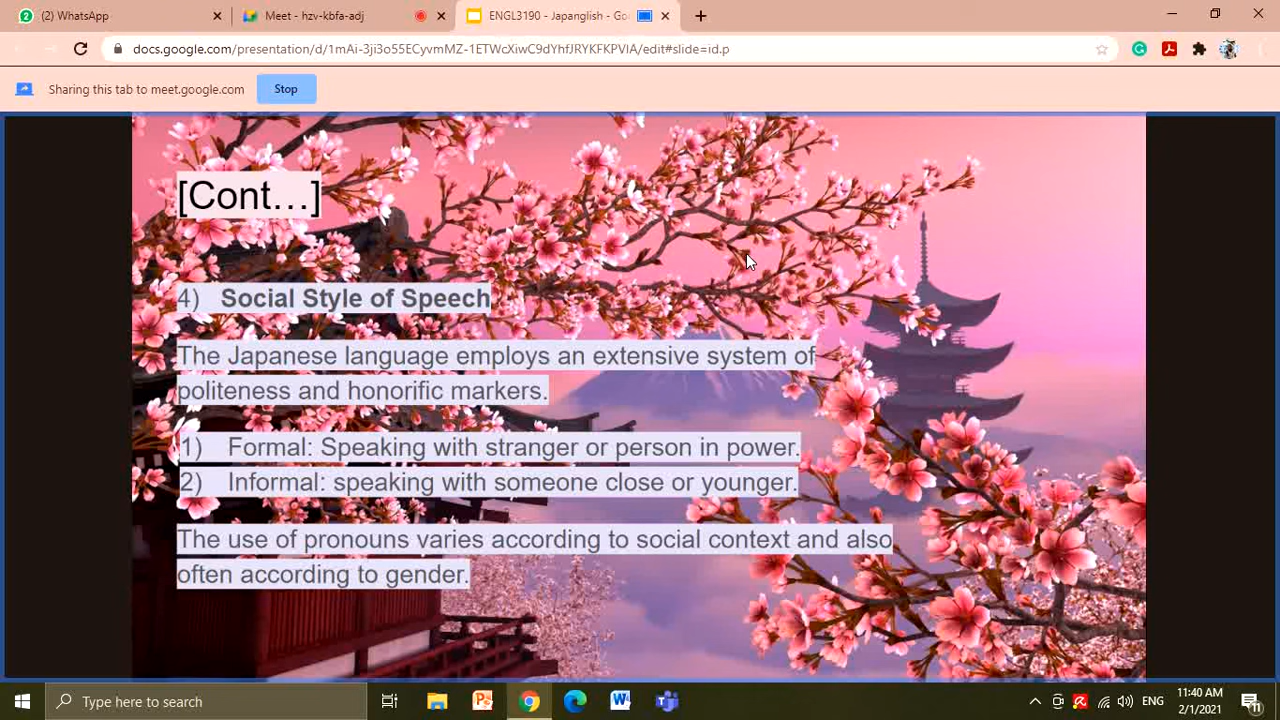 (2) WhatsApp
Meet - hzv-kbfa-adj
ENGL3190 - Japanglish - Go
docs.google.com/presentation/d/1mAi-3ji3o55ECyvmMZ-1ETWcXiwC9dYhfJRYKFKPVIA/edit#slide=id.p
Sharing this tab to meet.google.com
Stop
[Cont...]
4) Social Style of Speech
The Japanese language employs an extensive system of
politeness and honorific markers.
1) Formal: Speaking with stranger or person in power.
2) Informal: speaking with someone close or younger.
The use of pronouns varies according to social context and also
often according to gender.
Type here to search
ENG
11:40 AM
2/1/2021